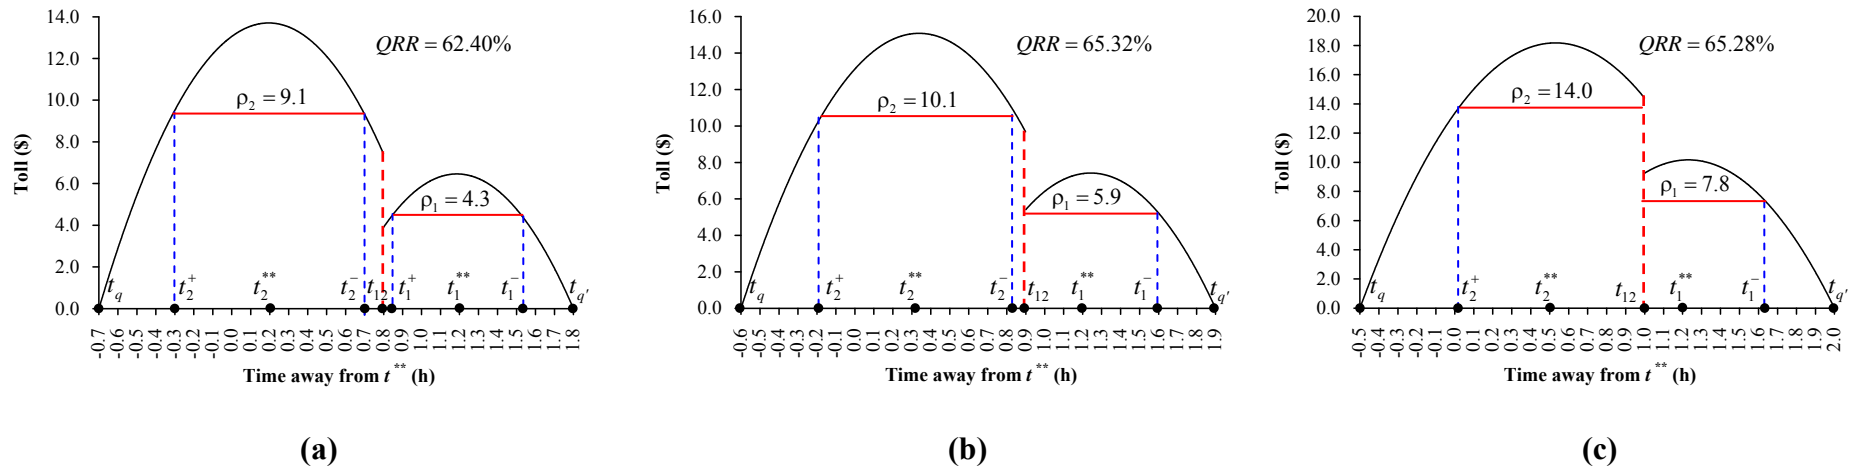 14.0
12.0
10.0
8.0
6.0
4.0
2.0
0.0
Toll ($)
QRR = 62.40%
ρ2 = 9.1
ρ1 = 4.3
tq t2+ t2** t2− t12 t1+ t1** t1− tq'
-0.7 -0.6 -0.5 -0.4 -0.3 -0.2 -0.1 0.0 0.1 0.2 0.3 0.4 0.5 0.6 0.7 0.8 0.9 1.0 1.1 1.2 1.3 1.4 1.5 1.6 1.7 1.8
Time away from t** (h)
(a)
16.0
14.0
12.0
10.0
8.0
6.0
4.0
2.0
0.0
Toll ($)
QRR = 65.32%
ρ2 = 10.1
ρ1 = 5.9
tq t2+ t2** t2− t12 t1** t1− tq'
-0.6 -0.5 -0.4 -0.3 -0.2 -0.1 0.0 0.1 0.2 0.3 0.4 0.5 0.6 0.7 0.8 0.9 1.0 1.1 1.2 1.3 1.4 1.5 1.6 1.7 1.8 1.9
Time away from t** (h)
(b)
20.0
18.0
16.0
14.0
12.0
10.0
8.0
6.0
4.0
2.0
0.0
Toll ($)
QRR = 65.28%
ρ2 = 14.0
ρ1 = 7.8
tq t2+ t2** t12 t1** t1− tq'
-0.5 -0.4 -0.3 -0.2 -0.1 0.0 0.1 0.2 0.3 0.4 0.5 0.6 0.7 0.8 0.9 1.0 1.1 1.2 1.3 1.4 1.5 1.6 1.7 1.8 1.9 2.0
Time away from t** (h)
(c)